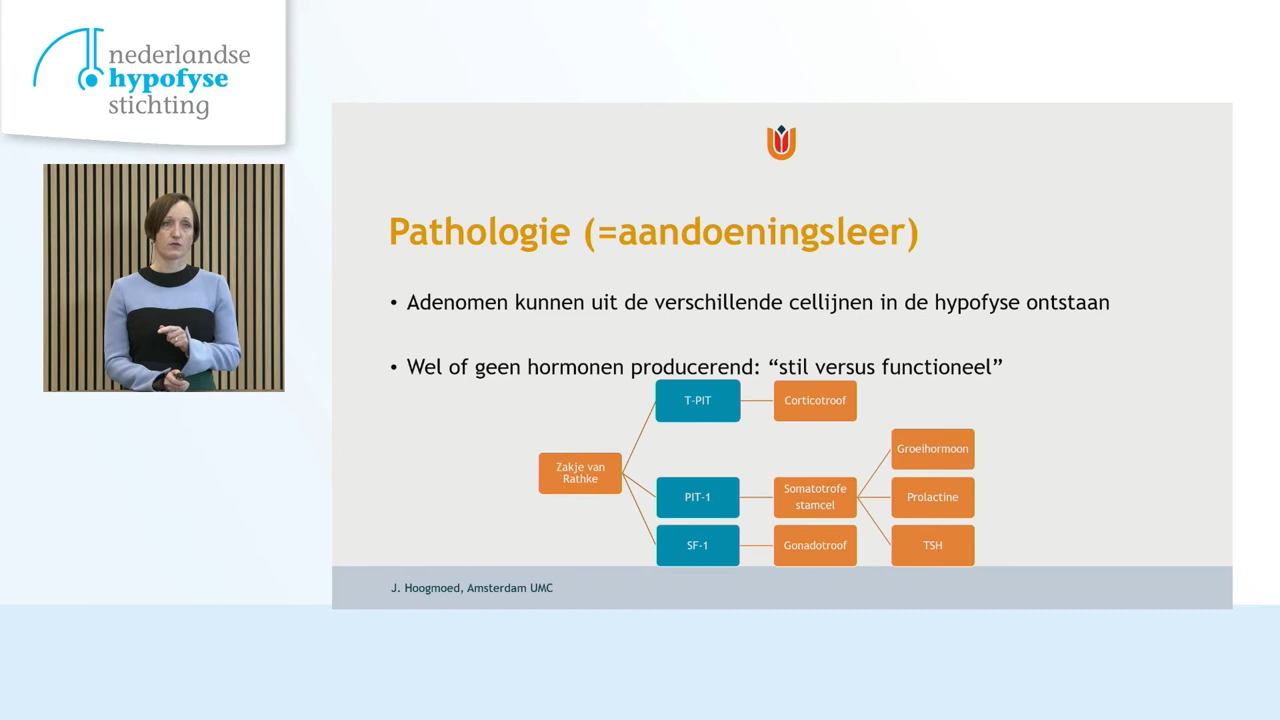 nederlandse
hypofyse
stichting
Pathologie (=aandoeningsleer)
• Adenomen kunnen uit de verschillende cellijnen in de hypofyse ontstaan
• Wel of geen hormonen producerend: “stil versus functioneel”
T-PIT
Corticotroof
Groeihormoon
Zakje van
Rathke
PIT-1
Somatotrofe
stamcel
Prolactine
SF-1
Gonadotroof
TSH
J. Hoogmoed, Amsterdam UMC